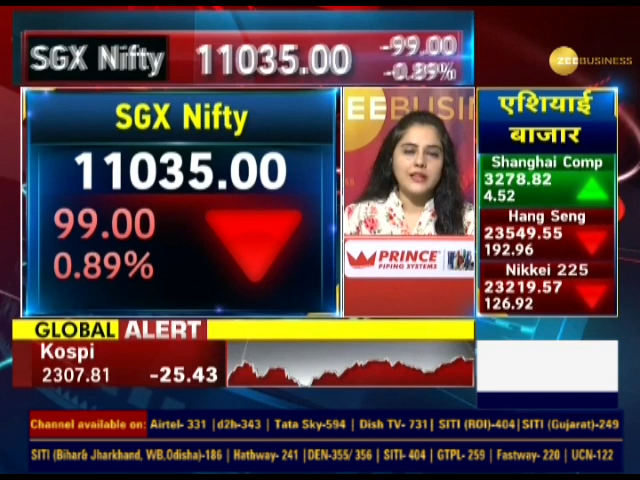 SGX Nifty 11035.00 -99.00
-0.89%
ZEEBUSINESS
SGX Nifty
11035.00
99.00
0.89%
EEBUSIN
PRINCE
PIPING SYSTEMS
एशियाई
बाजार
Shanghai Comp
3278.82
4.52
Hang Seng
23549.55
192.96
Nikkei 225
23219.57
126.92
GLOBAL ALERT
Kospi
2307.81 -25.43
Channel available on: Airtel- 331 |d2h-343 | Tata Sky-594 | Dish TV- 731| SITI (ROI)-404|SITI (Gujarat)-249
SITI (Bihar& Jharkhand, WB,Odisha)-186 | Hathway- 241 |DEN-355/ 356 | SITI- 404 | GTPL- 259 | Fastway- 220 | UCN-122